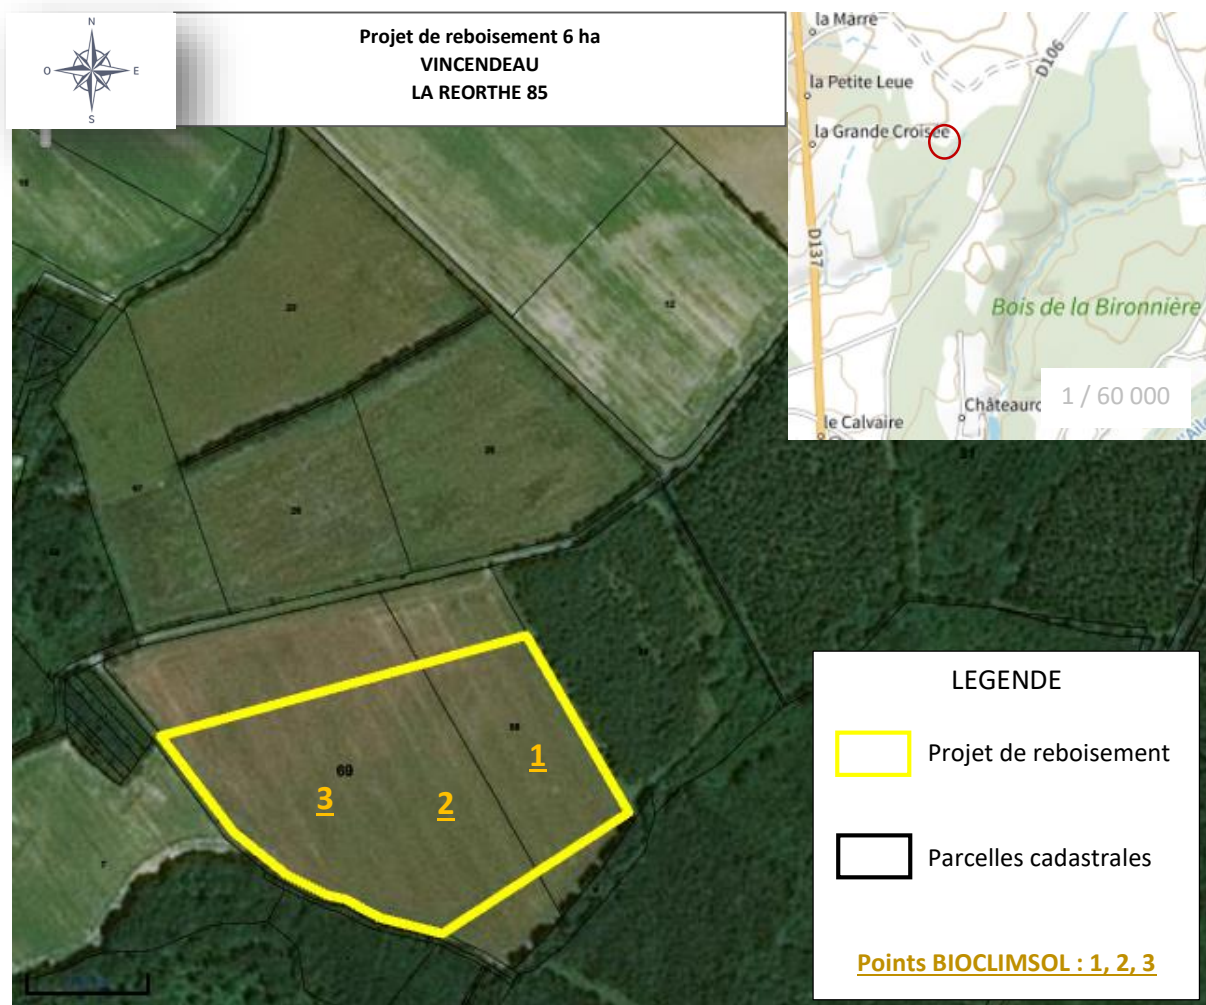 N
O
E
S
Projet de reboisement 6 ha
VINCENDEAU
LA REORTHE 85
la Marre
la Petite Leue
la Grande Croisée
D106
D137
Bois de la Bironnière
Châteauro
le Calvaire
1 / 60 000
12
69
1
2
3
LEGENDE
Projet de reboisement
Parcelles cadastrales
Points BIOCLIMSOL : 1, 2, 3